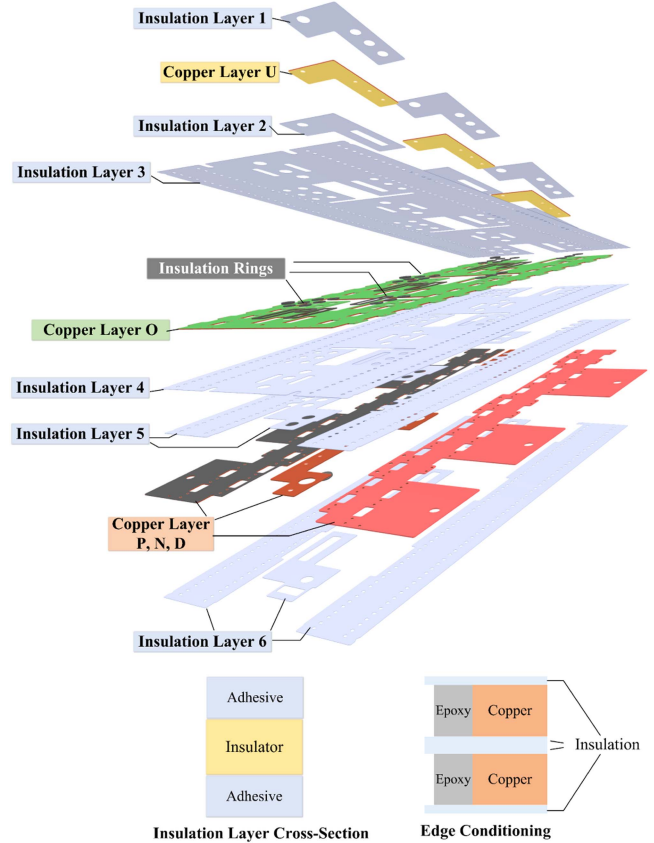 Insulation Layer 1
Copper Layer U
Insulation Layer 2
Insulation Layer 3
Insulation Rings
Copper Layer O
Insulation Layer 4
Insulation Layer 5
Copper Layer
P, N, D
Insulation Layer 6
Adhesive
Insulator
Adhesive
Insulation Layer Cross-Section
Epoxy
Copper
Insulation
Epoxy
Copper
Edge Conditioning